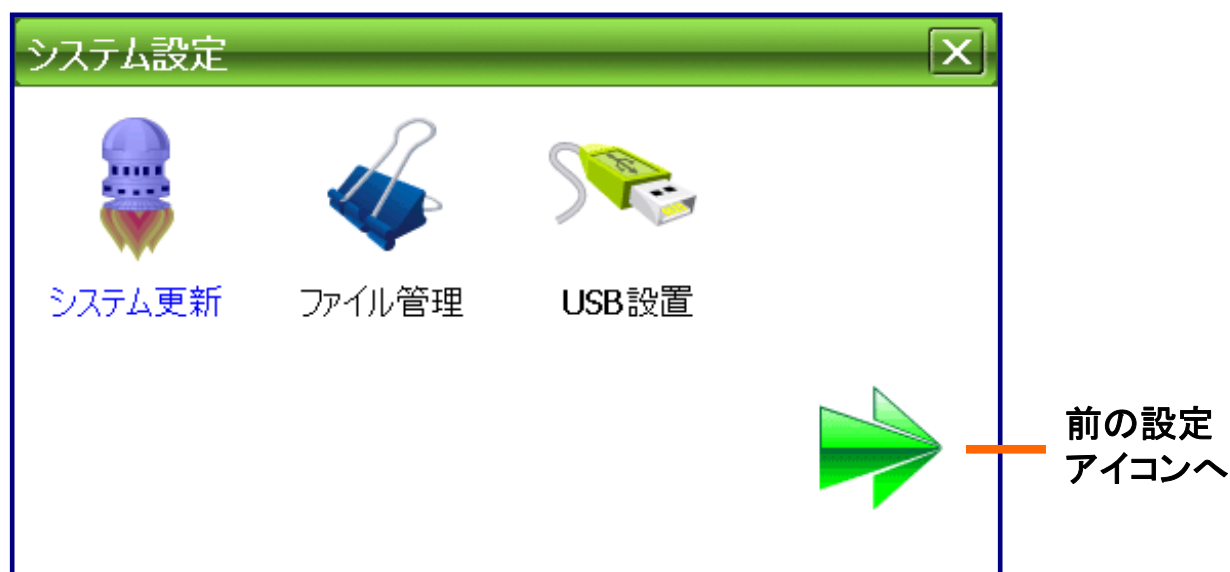 システム設定
システム更新
ファイル管理
USB設置
前の設定
アイコンへ